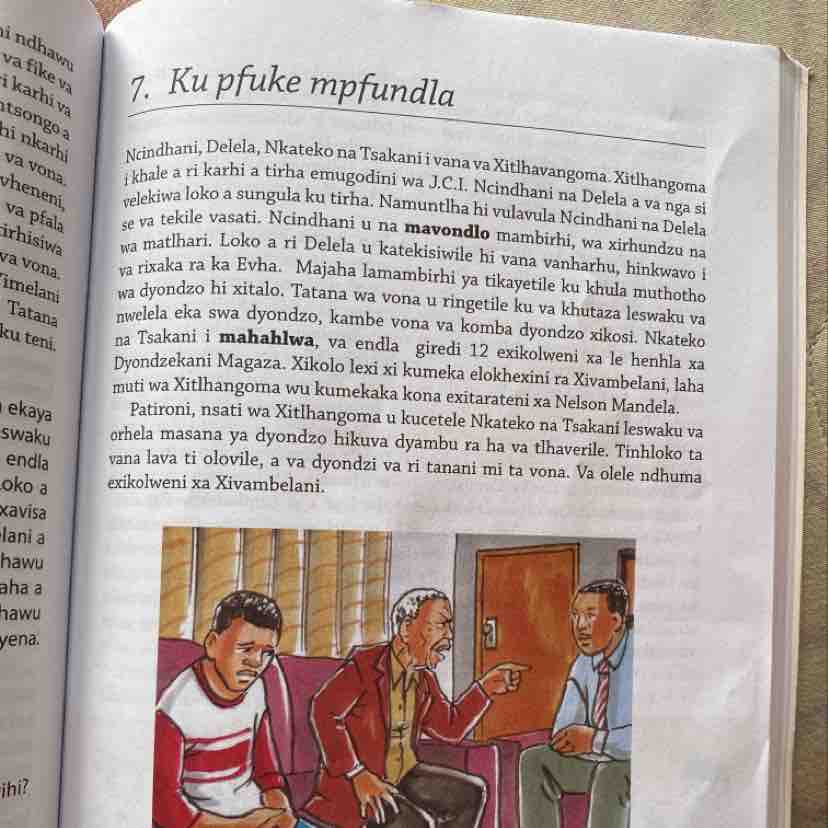 i ndhawu
va fike va
i karhi va
ntsongo a
hi nkarhi
va vona.
vheneni,
va pfala
irhisiwa
va vona.
Timelani
Tatana
ku teni.
ekaya
swaku
endla
oko a
xavisa
lani a
hawu
aha a
hawu
yena.
jihi?
7. Ku pfuke mpfundla
Ncindhani, Delela, Nkateko na Tsakani i vana va Xitlhavangoma. Xitlhangoma
i khale a ri karhi a tirha emugodini wa J.C.I. Ncindhani na Delela a va nga si
velekiwa loko a sungula ku tirha. Namuntlha hi vulavula Ncindhani na Delela
se va tekile vasati. Ncindhani u na mavondlo mambirhi, wa xirhundzu na
wa matlhari. Loko a ri Delela u katekisiwile hi vana vanharhu, hinkwavo i
va rixaka ra ka Evha. Majaha lamambirhi ya tikayetile ku khula muthotho
wa dyondzo hi xitalo. Tatana wa vona u ringetile ku va khutaza leswaku va
nwelela eka swa dyondzo, kambe vona va komba dyondzo xikosi. Nkateko
na Tsakani i mahahlwa, va endla giredi 12 exikolweni xa le henhla xa
Dyondzekani Magaza. Xikolo lexi xi kumeka elokhexini ra Xivambelani, laha
muti wa Xitlhangoma wu kumekaka kona exitarateni xa Nelson Mandela.
Patironi, nsati wa Xitlhangoma u kucetele Nkateko na Tsakani leswaku va
orhela masana ya dyondzo hikuva dyambu ra ha va tlhaverile. Tinhloko ta
vana lava ti olovile, a va dyondzi va ri tanani mi ta vona. Va olele ndhuma
exikolweni xa Xivambelani.